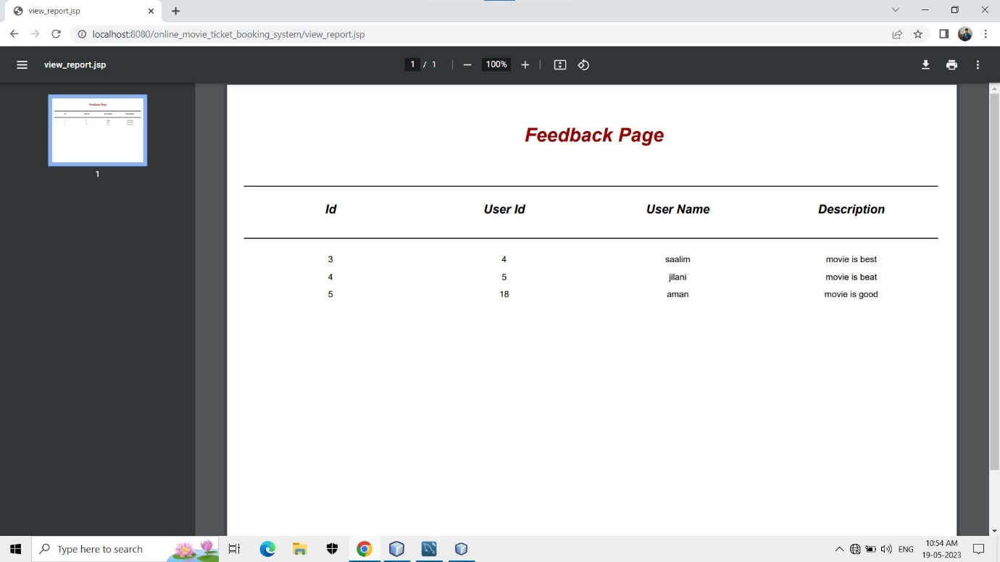 view_report.jsp
localhost:8080/online_movie_ticket_booking_system/view_report.jsp
view_report.jsp
1 / 1
100%
1
Feedback Page
Id User Id User Name Description
3 4 saalim movie is best
4 5 jilani movie is beat
5 18 aman movie is good
Type here to search
ENG
10:54 AM
19-05-2023